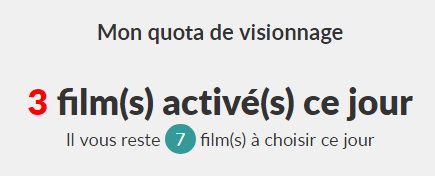 Mon quota de visionnage
3 film(s) activé(s) ce jour
Il vous reste 7 film(s) à choisir ce jour